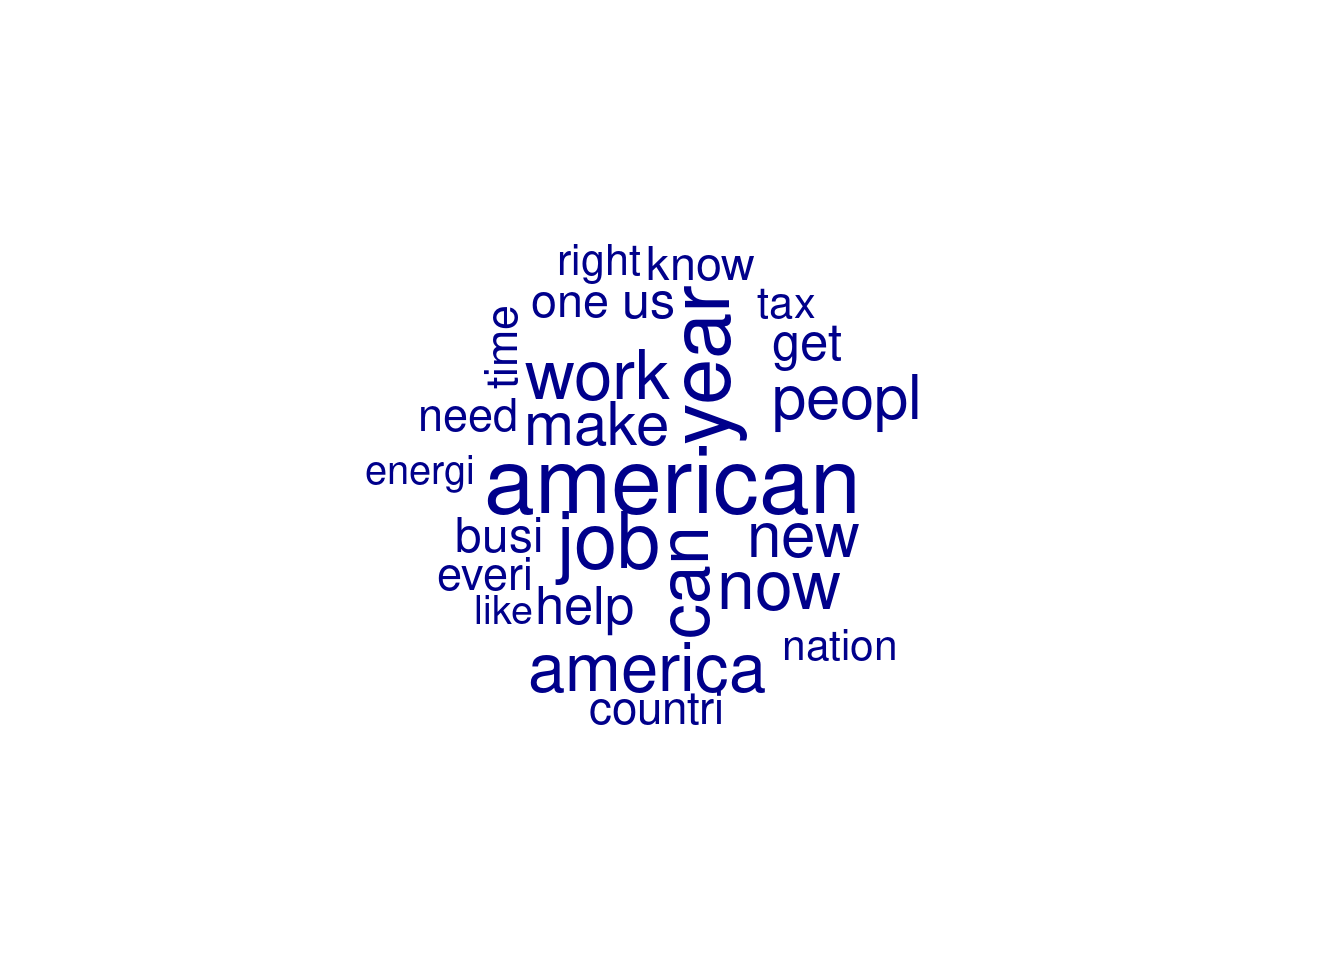 right know
one us
year
tax
time
get
work
peopl
need
make
energi
american
busi
job
can
new
everi
now
like
help
nation
america
countri